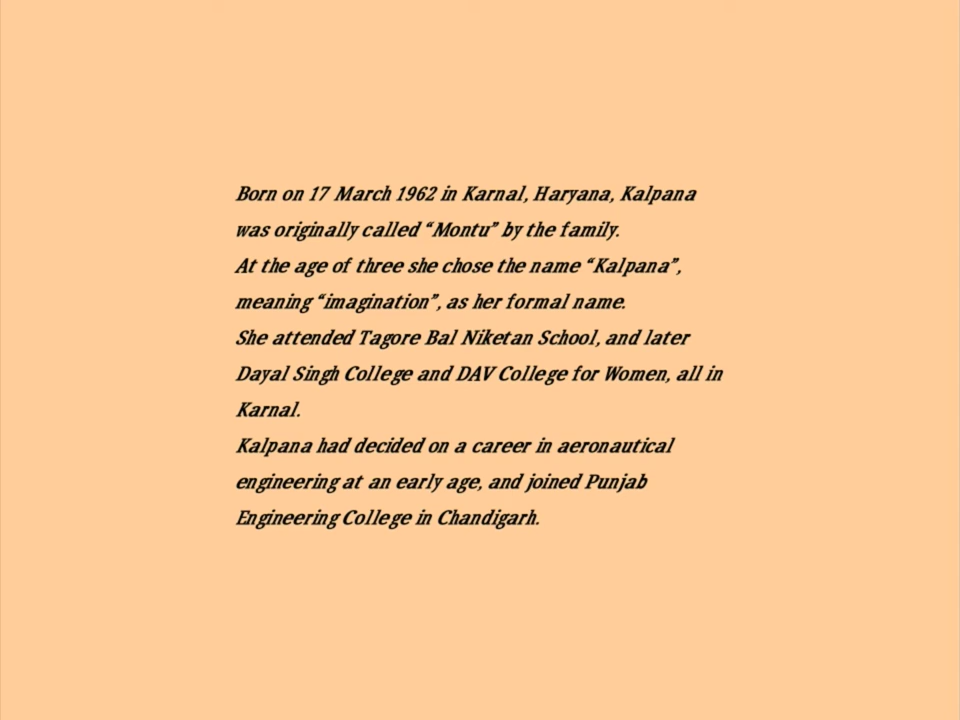 Born on 17 March 1962 in Karnal, Haryana, Kalpana
was originally called “Montu” by the family.
At the age of three she chose the name “Kalpana”,
meaning “imagination”, as her formal name.
She attended Tagore Bal Niketan School, and later
Dayal Singh College and DAV College for Women, all in
Karnal.
Kalpana had decided on a career in aeronautical
engineering at an early age, and joined Punjab
Engineering College in Chandigarh.